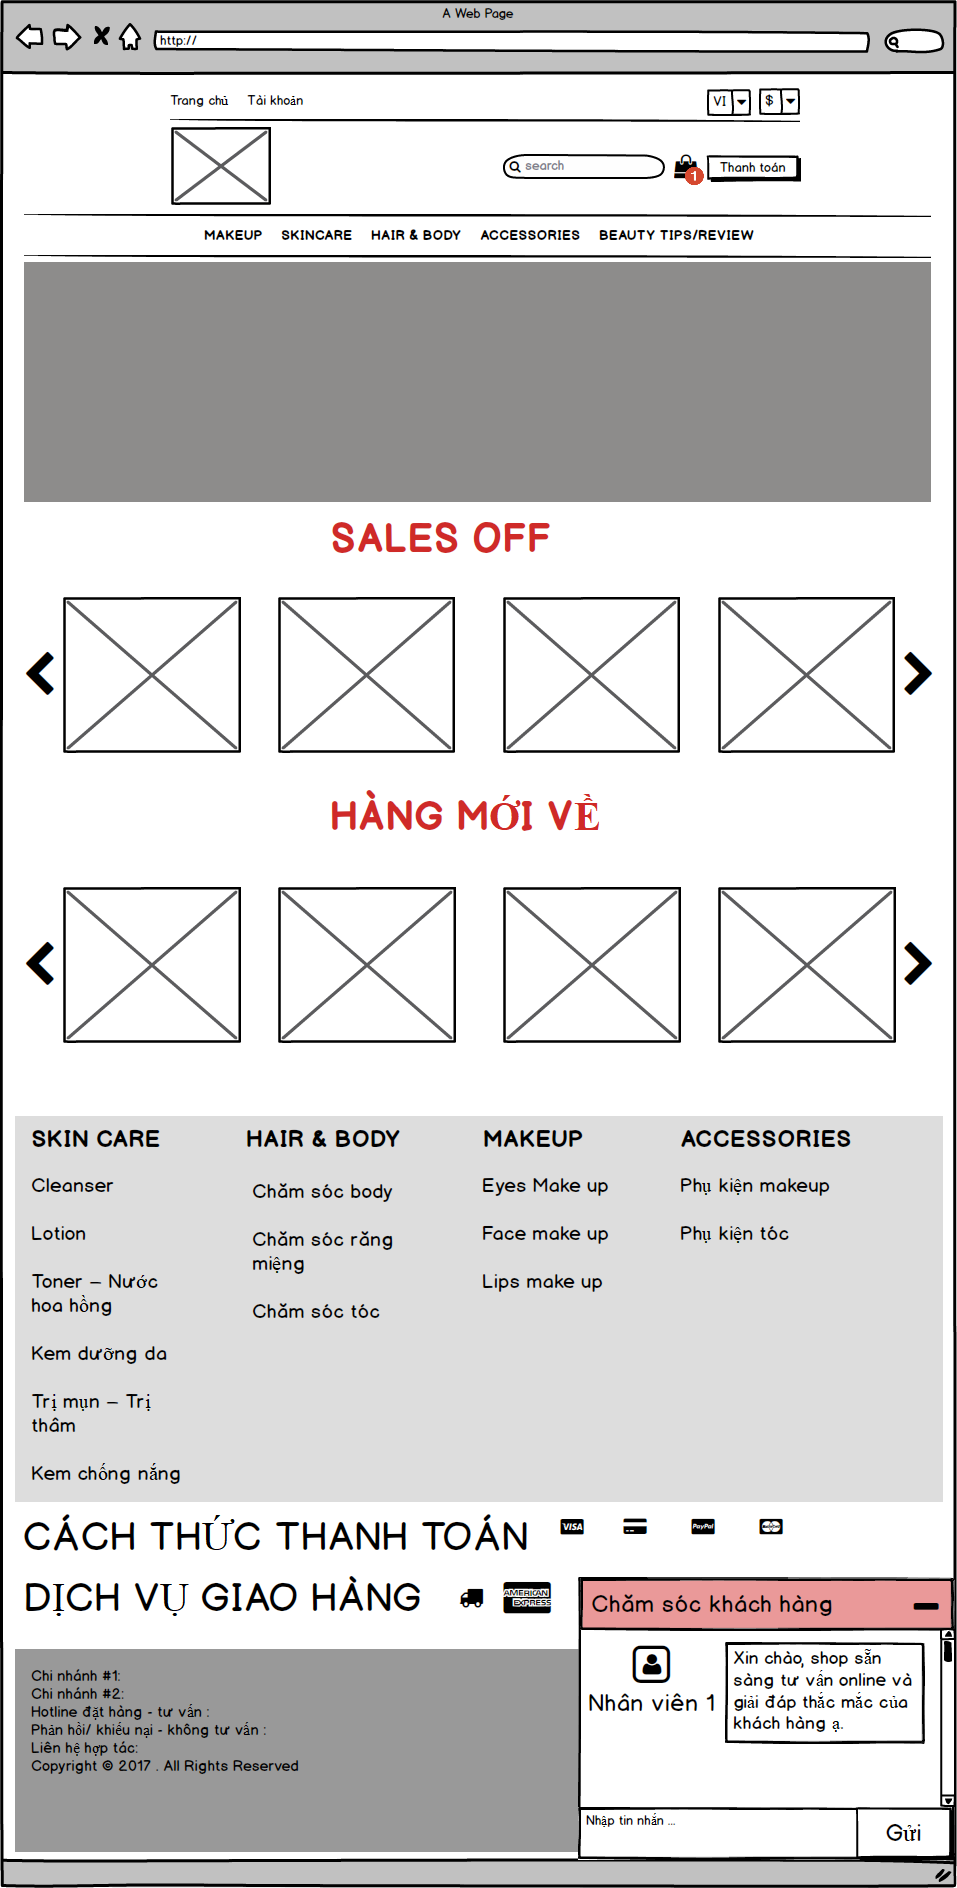 A Web Page
http://
Trang chủ Tài khoản VI $
search 1 Thanh toán
MAKEUP SKINCARE HAIR & BODY ACCESSORIES BEAUTY TIPS/REVIEW
SALES OFF
HÀNG MỚI VỀ
SKIN CARE
Cleanser
Lotion
Toner – Nước
hoa hồng
Kem dưỡng da
Trị mụn – Trị
thâm
Kem chống nắng
HAIR & BODY
Chăm sóc body
Chăm sóc răng
miệng
Chăm sóc tóc
MAKEUP
Eyes Make up
Face make up
Lips make up
ACCESSORIES
Phụ kiện makeup
Phụ kiện tóc
CÁCH THỨC THANH TOÁN VISA PayPal
DỊCH VỤ GIAO HÀNG AMERICAN
EXPRESS
Chi nhánh #1:
Chi nhánh #2:
Hotline đặt hàng - tư vấn :
Phản hồi/ khiếu nại - không tư vấn :
Liên hệ hợp tác:
Copyright © 2017 . All Rights Reserved
Chăm sóc khách hàng
Nhân viên 1
Xin chào, shop sẵn
sàng tư vấn online và
giải đáp thắc mắc của
khách hàng ạ.
Nhập tin nhắn ...
Gửi